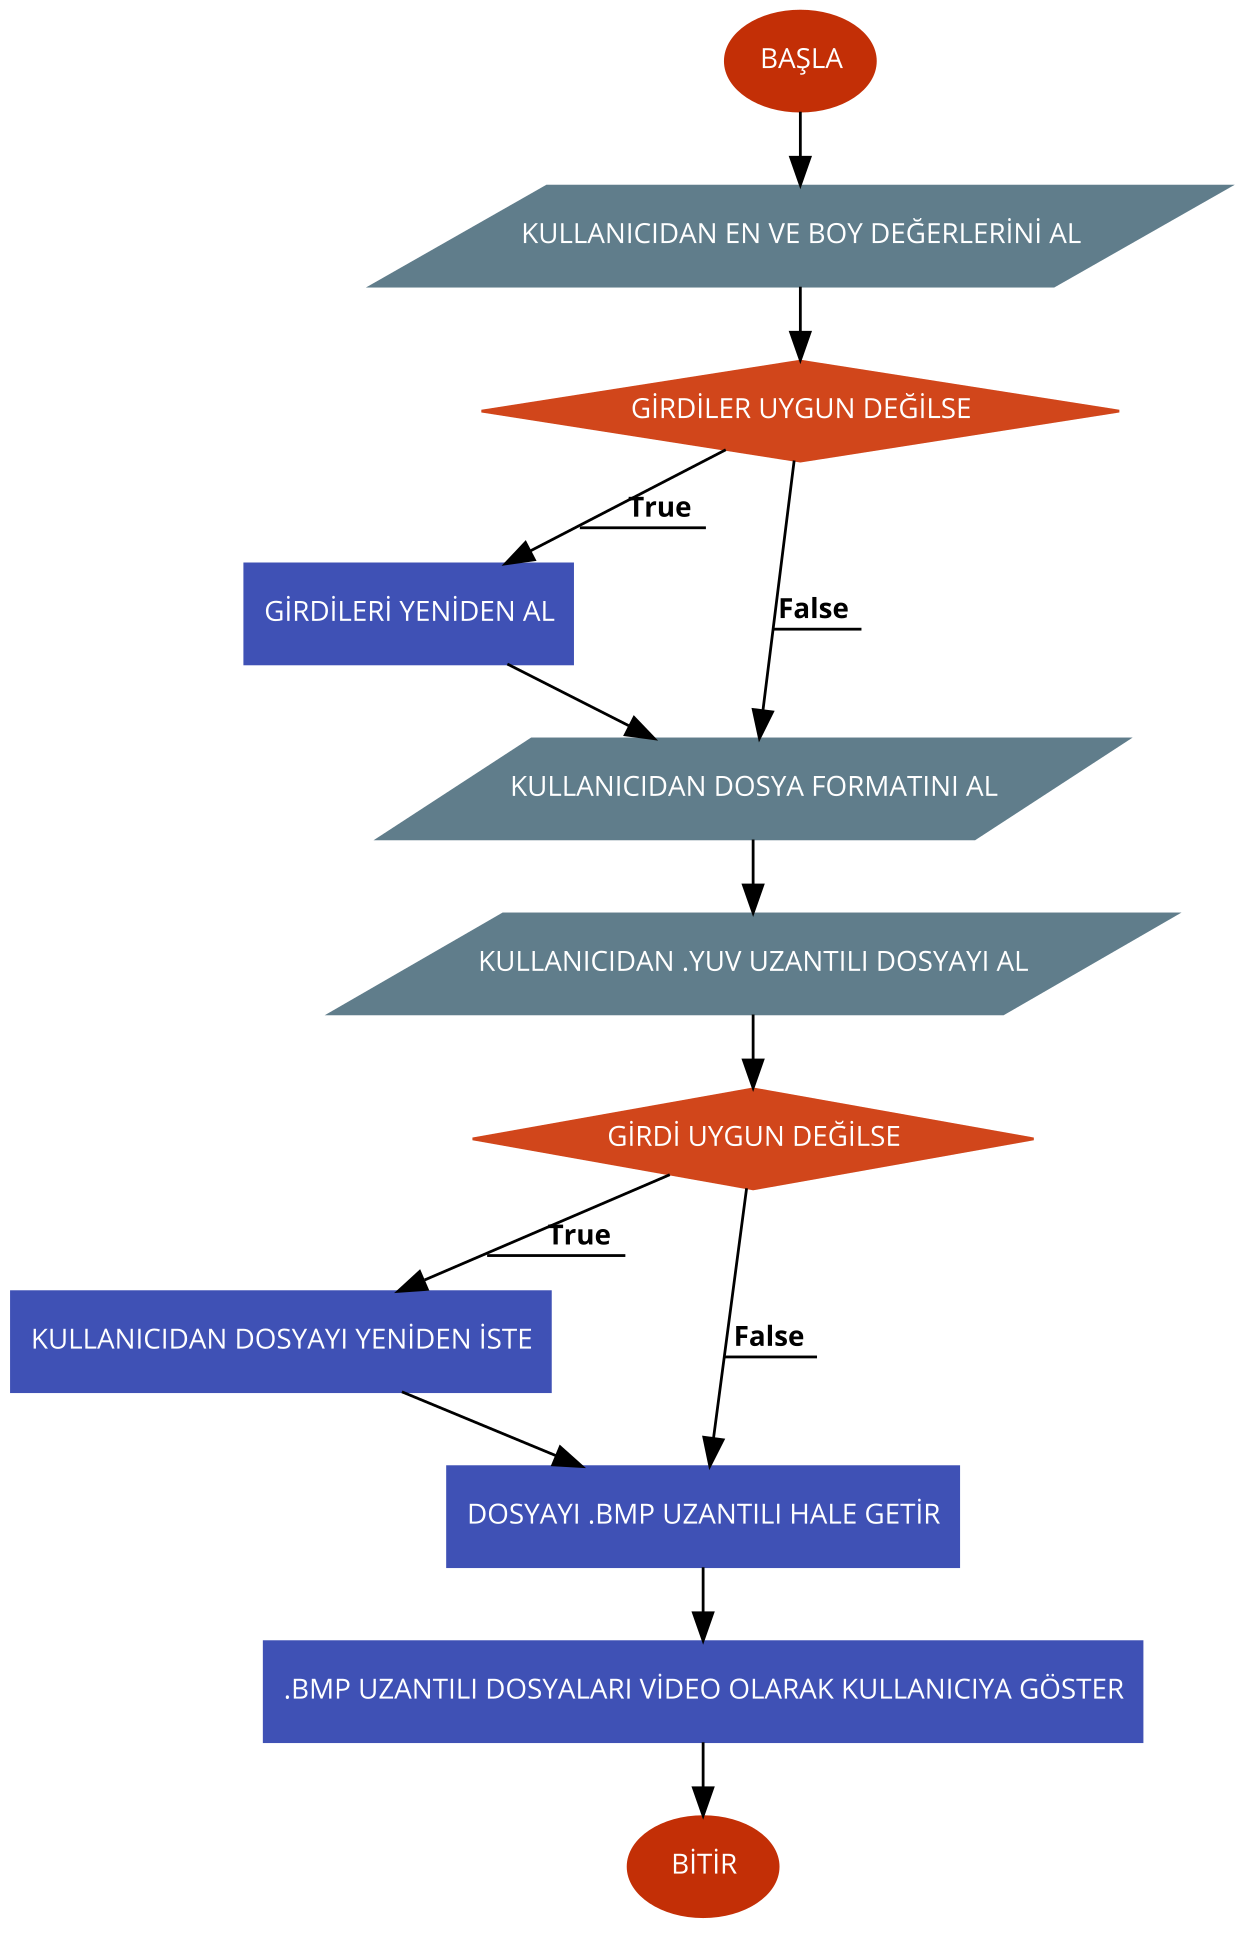 BAŞLA
KULLANICIDAN EN VE BOY DEĞERLERİNİ AL
GİRDİLER UYGUN DEĞİLSE
True
GİRDİLERİ YENİDEN AL
False
KULLANICIDAN DOSYA FORMATINI AL
KULLANICIDAN .YUV UZANTILI DOSYAYI AL
GİRDİ UYGUN DEĞİLSE
True
KULLANICIDAN DOSYAYI YENİDEN İSTE
False
DOSYAYI .BMP UZANTILI HALE GETİR
.BMP UZANTILI DOSYALARI VİDEO OLARAK KULLANICIYA GÖSTER
BİTİR